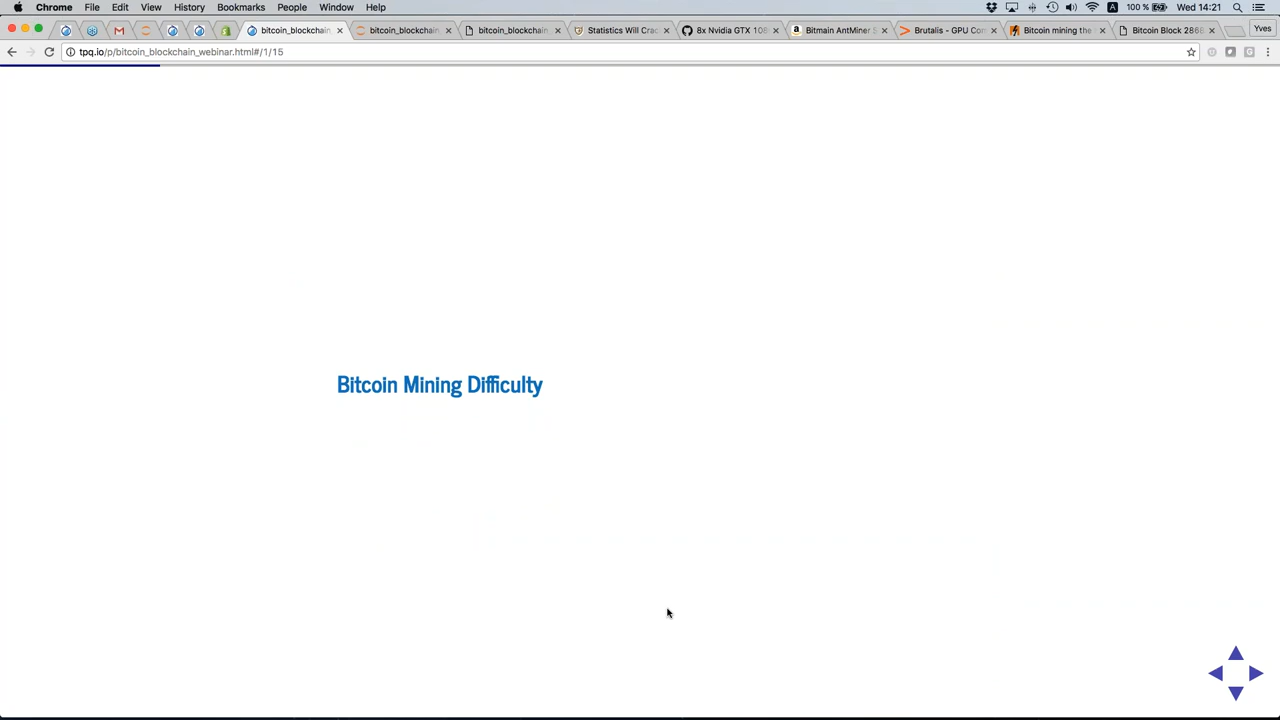 Chrome File Edit View History Bookmarks People Window Help 100 % Wed 14:21
bitcoin_blockchain bitcoin_blockchain bitcoin_blockchain Statistics Will Crac 8x Nvidia GTX 108 Bitmain AntMiner S Brutalis - GPU Com Bitcoin mining the Bitcoin Block 2868 Yves
tpq.io/p/bitcoin_blockchain_webinar.html#/1/15
Bitcoin Mining Difficulty